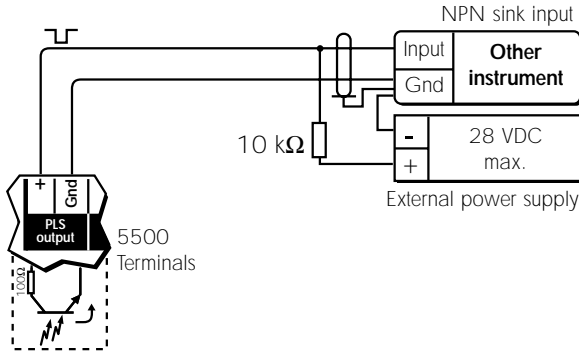 NPN sink input
Input
Gnd
Other
instrument
10 kΩ
-
+
28 VDC
max.
External power supply
+
Gnd
PLS
output
5500
Terminals
100Ω